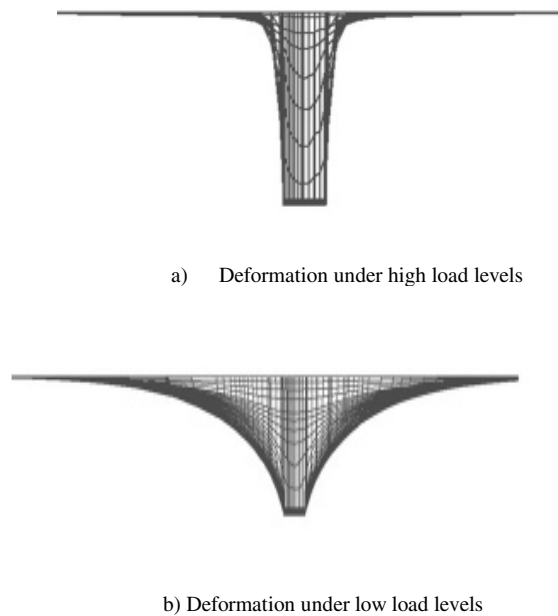 a) Deformation under high load levels
b) Deformation under low load levels